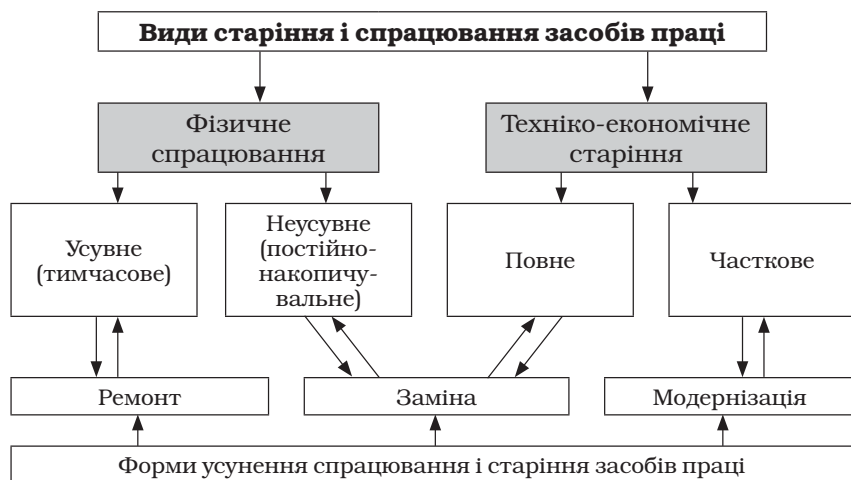 Види старіння і спрацювання засобів праці
Фізичне
спрацювання
Техніко-економічне
старіння
Усувне
(тимчасове)
Неусувне
(постійно-
накопичу-
вальне)
Повне
Часткове
Ремонт
Заміна
Модернізація
Форми усунення спрацювання і старіння засобів праці